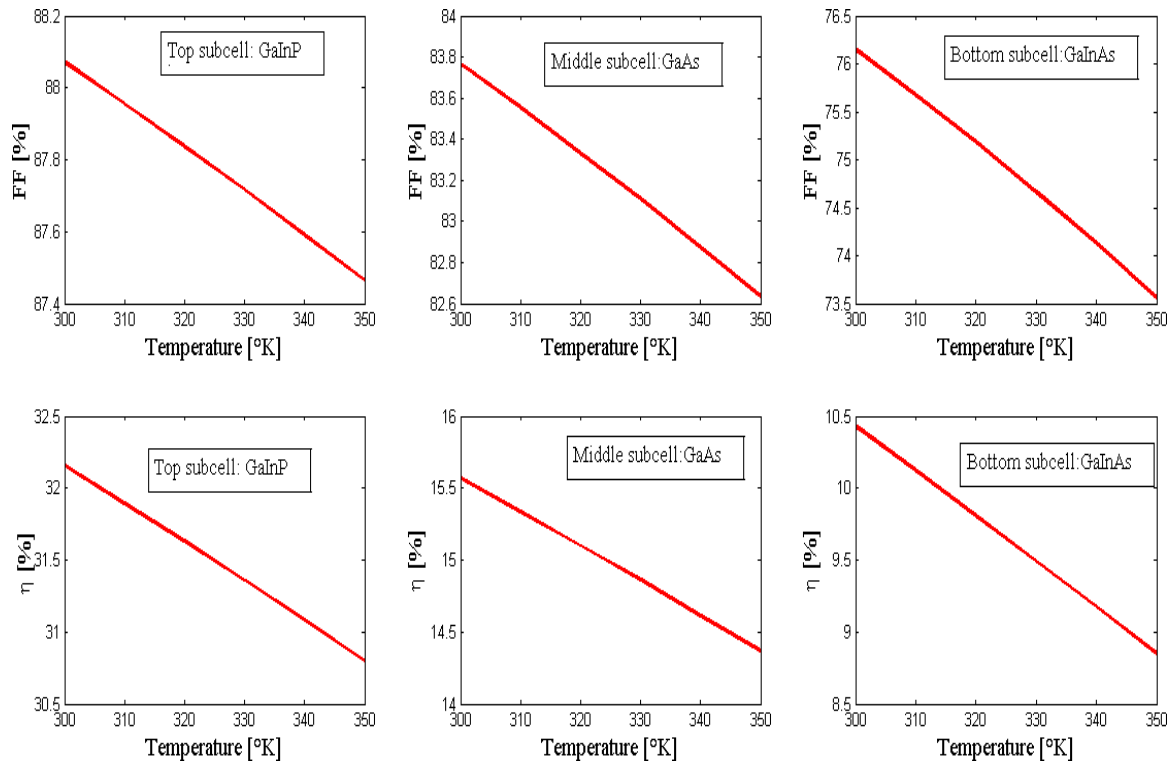 88.2
88
87.8
87.6
87.4
FF [%]
Top subcell: GaInP
300 310 320 330 340 350
Temperature [°K]
84
83.8
83.6
83.4
83.2
83
82.8
82.6
FF [%]
Middle subcell:GaAs
300 310 320 330 340 350
Temperature [°K]
76.5
76
75.5
75
74.5
74
73.5
FF [%]
Bottom subcell:GaInAs
300 310 320 330 340 350
Temperature [°K]
32.5
32
31.5
31
30.5
η [%]
Top subcell: GaInP
300 310 320 330 340 350
Temperature [°K]
16
15.5
15
14.5
14
η [%]
Middle subcell:GaAs
300 310 320 330 340 350
Temperature [°K]
10.5
10
9.5
9
8.5
η [%]
Bottom subcell:GaInAs
300 310 320 330 340 350
Temperature [°K]